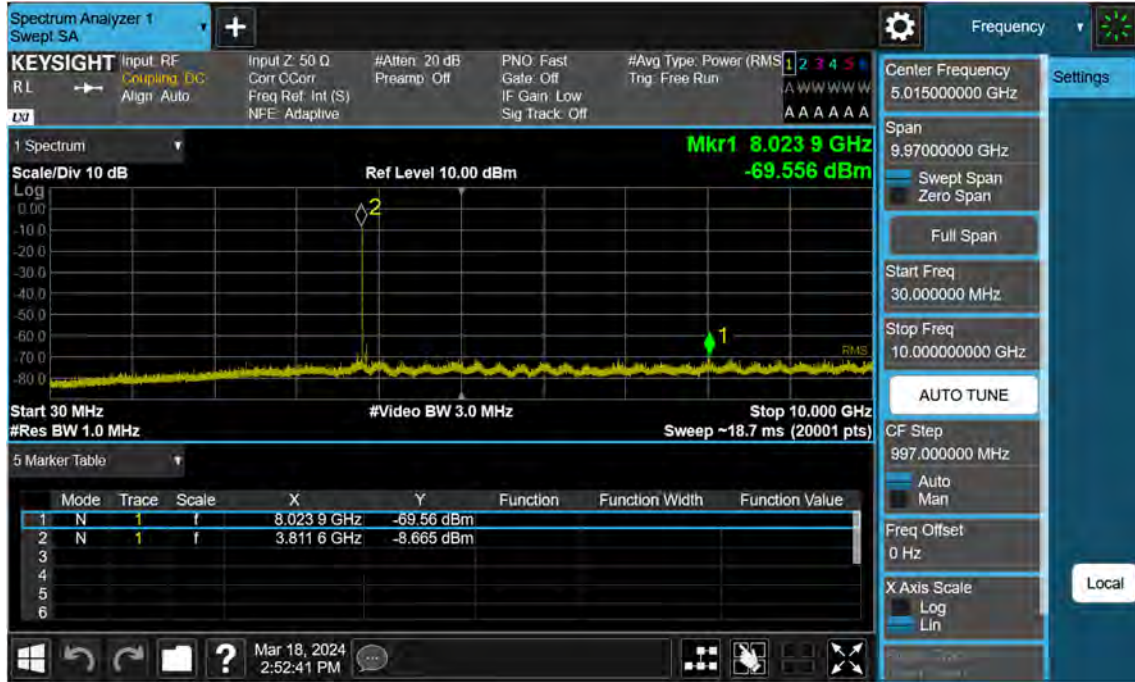 Spectrum Analyzer 1
Swept SA
Frequency
KEYSIGHT
RL
LXI
Input: RF
Coupling: DC
Align: Auto
Input Z: 50 Ω
Corr CCorr
Freq Ref: Int (S)
NFE: Adaptive
#Atten: 20 dB
Preamp: Off
PNO: Fast
Gate: Off
IF Gain: Low
Sig Track: Off
#Avg Type: Power (RMS
Trig: Free Run
1 2 3 4 5 6
A W W W W W
A A A A A A
1 Spectrum
Scale/Div 10 dB
Ref Level 10.00 dBm
Mkr1 8.023 9 GHz
-69.556 dBm
Log
0.00
-10.0
-20.0
-30.0
-40.0
-50.0
-60.0
-70.0
-80.0
2
1
RMS
Start 30 MHz
#Video BW 3.0 MHz
Stop 10.000 GHz
#Res BW 1.0 MHz
Sweep ~18.7 ms (20001 pts)
5 Marker Table
Mode Trace Scale X Y Function Function Width Function Value
1 N 1 f 8.023 9 GHz -69.56 dBm
2 N 1 f 3.811 6 GHz -8.665 dBm
3
4
5
6
?
Mar 18, 2024
2:52:41 PM
Center Frequency
5.015000000 GHz
Settings
Span
9.97000000 GHz
Swept Span
Zero Span
Full Span
Start Freq
30.000000 MHz
Stop Freq
10.000000000 GHz
AUTO TUNE
CF Step
997.000000 MHz
Auto
Man
Freq Offset
0 Hz
X Axis Scale
Log
Lin
Local